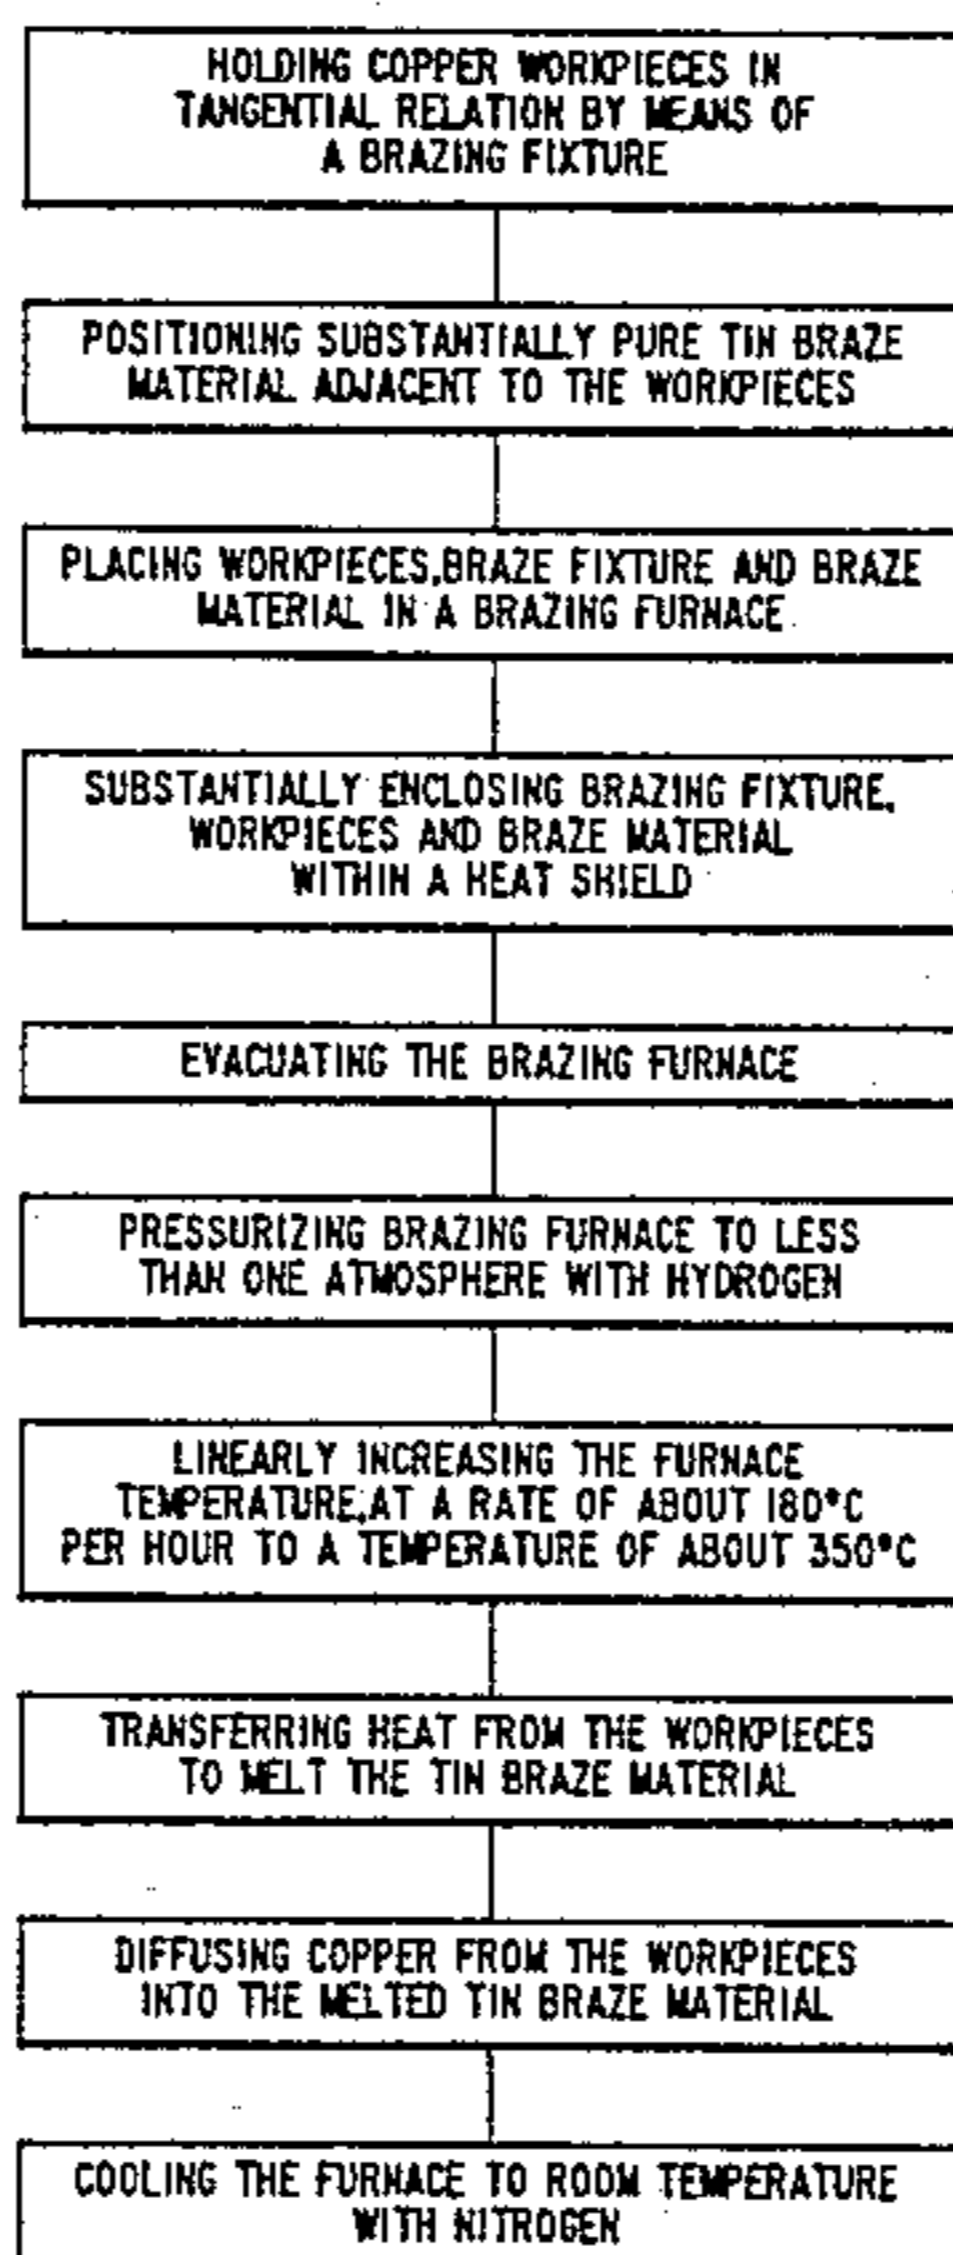 HOLDING COPPER WORKPIECES IN
TANGENTIAL RELATION BY MEANS OF
A BRAZING FIXTURE
POSITIONING SUBSTANTIALLY PURE TIN BRAZE
MATERIAL ADJACENT TO THE WORKPIECES
PLACING WORKPIECES, BRAZE FIXTURE AND BRAZE
MATERIAL IN A BRAZING FURNACE
SUBSTANTIALLY ENCLOSING BRAZING FIXTURE,
WORKPIECES AND BRAZE MATERIAL
WITHIN A HEAT SHIELD
EVACUATING THE BRAZING FURNACE
PRESSURIZING BRAZING FURNACE TO LESS
THAN ONE ATMOSPHERE WITH HYDROGEN
LINEARLY INCREASING THE FURNACE
TEMPERATURE, AT A RATE OF ABOUT 180°C
PER HOUR TO A TEMPERATURE OF ABOUT 350°C
TRANSFERRING HEAT FROM THE WORKPIECES
TO MELT THE TIN BRAZE MATERIAL
DIFFUSING COPPER FROM THE WORKPIECES
INTO THE MELTED TIN BRAZE MATERIAL
COOLING THE FURNACE TO ROOM TEMPERATURE
WITH NITROGEN